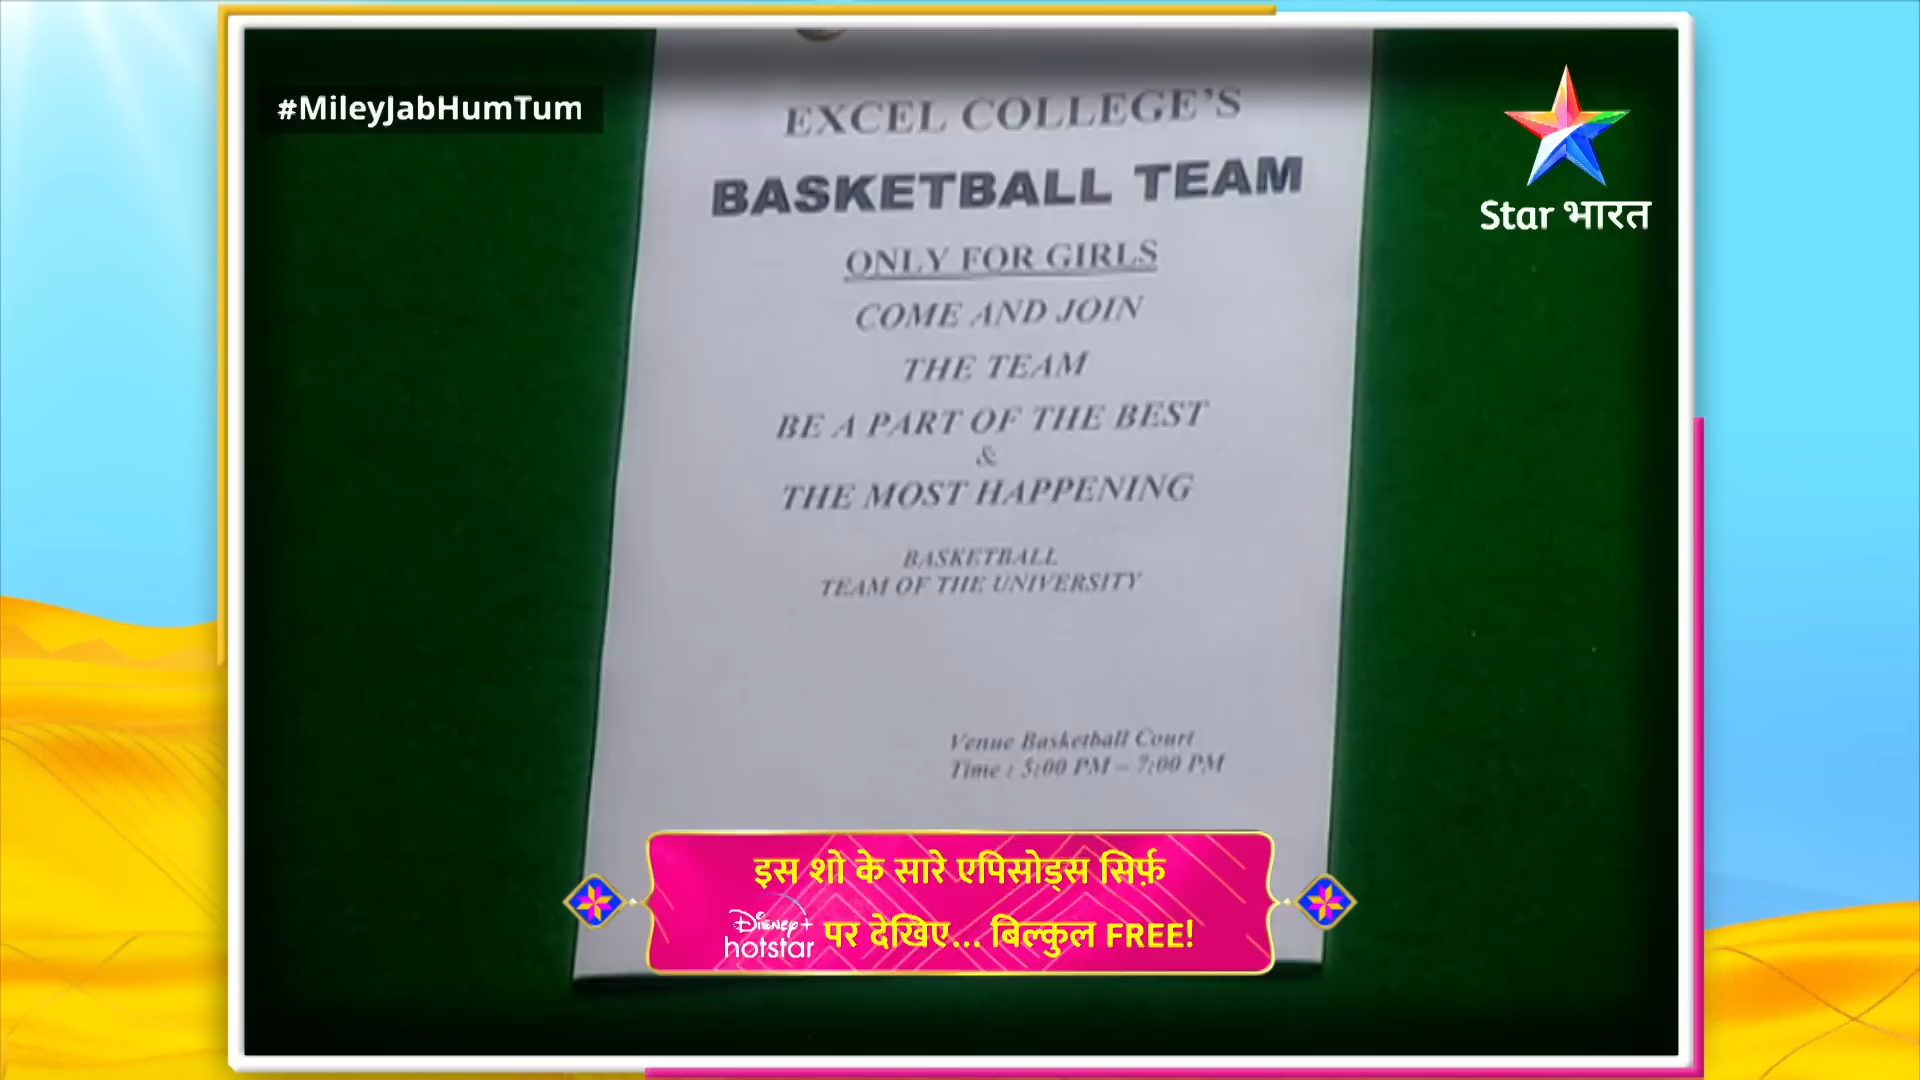 #MileyJabHumTum
Star भारत
EXCEL COLLEGE'S
BASKETBALL TEAM
ONLY FOR GIRLS
COME AND JOIN
THE TEAM
BE A PART OF THE BEST
&
THE MOST HAPPENING
BASKETBALL
TEAM OF THE UNIVERSITY
Venue Basketball Court
Time : 5:00 PM – 7:00 PM
इस शो के सारे एपिसोड्स सिर्फ़
Disney+ hotstar पर देखिए... बिल्कुल FREE!